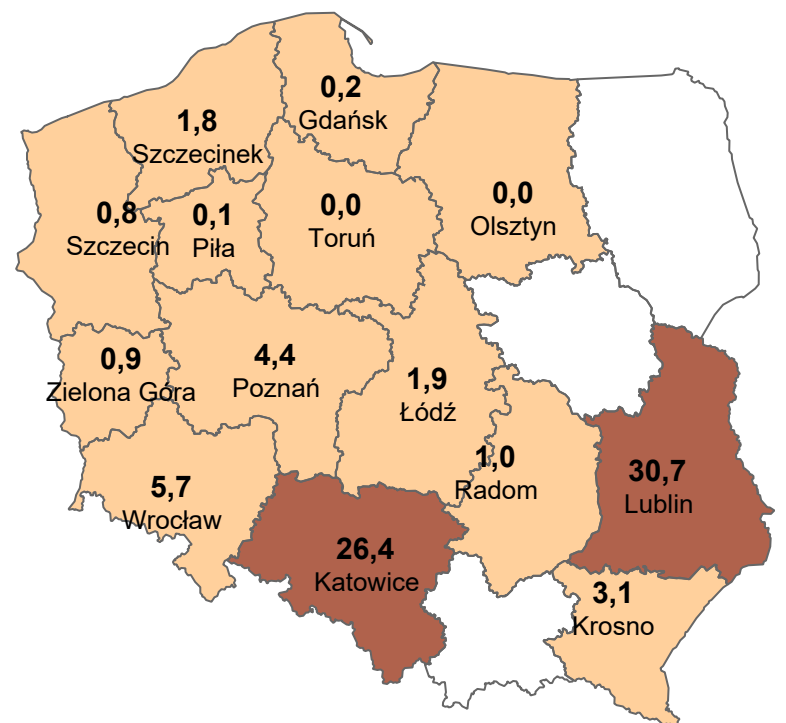 0,2
Gdańsk
1,8
Szczecinek
0,0
Olsztyn
0,8
Szczecin
0,1
Piła
0,0
Toruń
0,9
Zielona Góra
4,4
Poznań
1,9
Łódź
1,0
Radom
30,7
Lublin
5,7
Wrocław
26,4
Katowice
3,1
Krosno